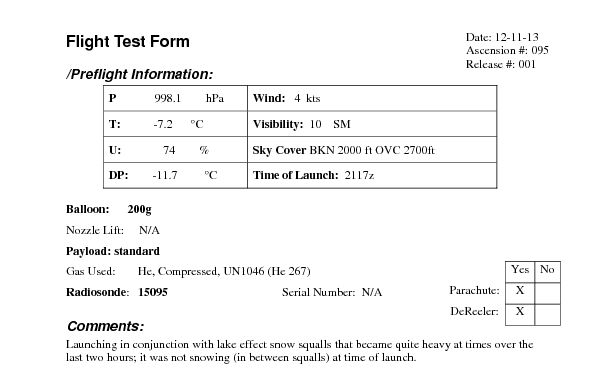 Flight Test Form
Date: 12-11-13
Ascension #: 095
Release #: 001
/Preflight Information:
P 998.1 hPa Wind: 4 kts
T: -7.2 °C Visibility: 10 SM
U: 74 % Sky Cover BKN 2000 ft OVC 2700ft
DP: -11.7 °C Time of Launch: 2117z
Balloon: 200g
Nozzle Lift: N/A
Payload: standard
Gas Used: He, Compressed, UN1046 (He 267)
Yes No
Radiosonde: 15095 Serial Number: N/A Parachute: X
DeReeler: X
Comments:
Launching in conjunction with lake effect snow squalls that became quite heavy at times over the
last two hours; it was not snowing (in between squalls) at time of launch.